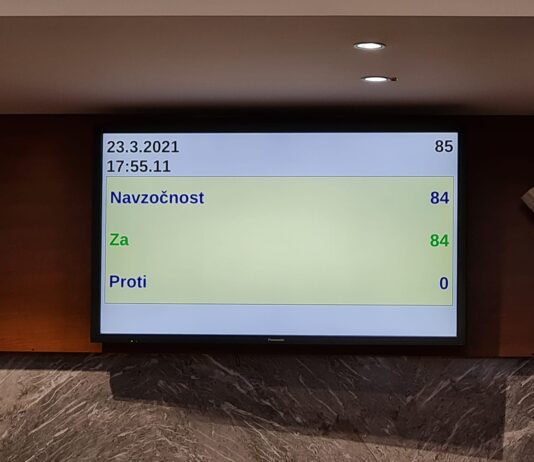 23.3.2021 85
17:55.11
Navzočnost 84
Za 84
Proti 0
Panasonic